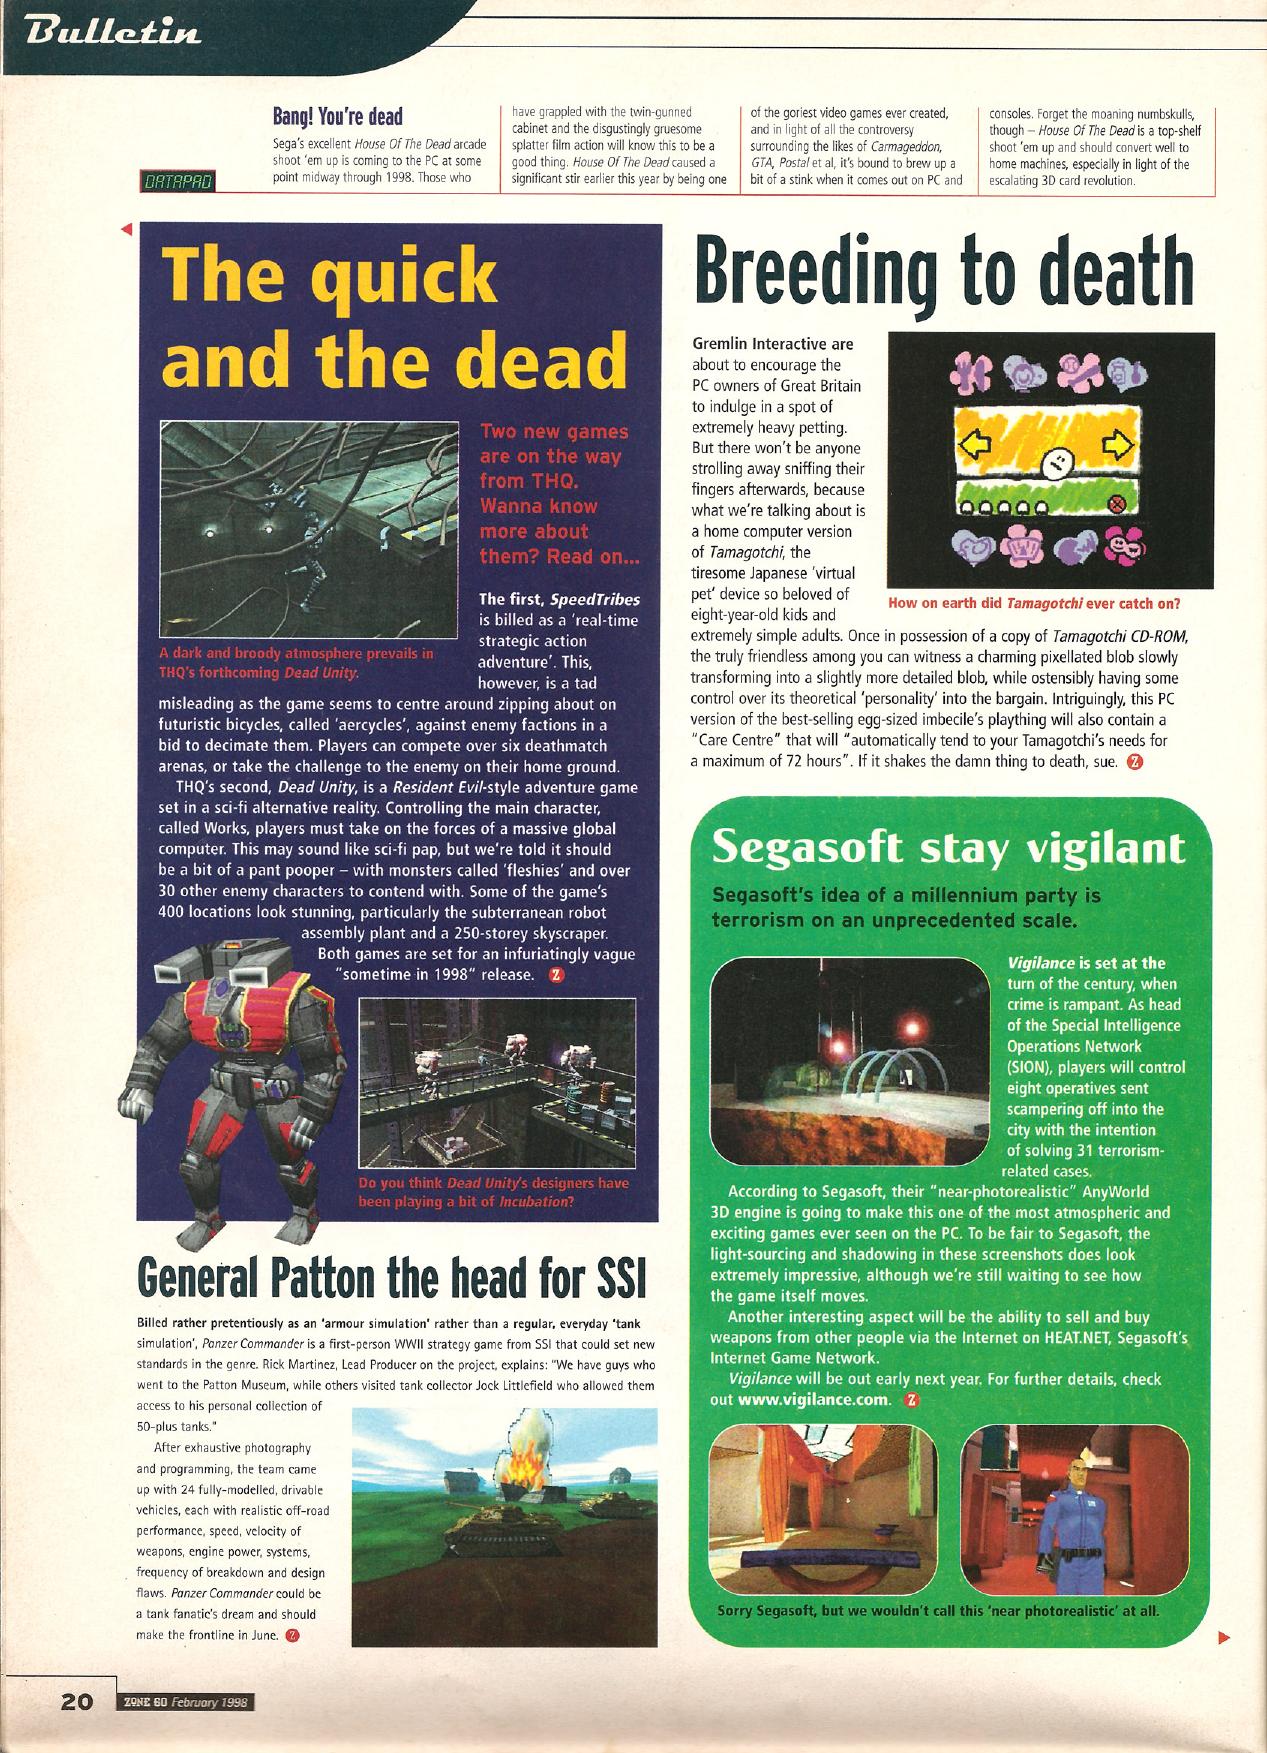 Bulletin
DATAPAD
Bang! You're dead
Sega's excellent House Of The Dead arcade
shoot 'em up is coming to the PC at some
point midway through 1998. Those who
have grappled with the twin-gunned
cabinet and the disgustingly gruesome
splatter film action will know this to be a
good thing. House Of The Dead caused a
significant stir earlier this year by being one
of the goriest video games ever created,
and in light of all the controversy
surrounding the likes of Carmageddon,
GTA, Postal et al, it's bound to brew up a
bit of a stink when it comes out on PC and
consoles. Forget the moaning numbskulls,
though – House Of The Dead is a top-shelf
shoot 'em up and should convert well to
home machines, especially in light of the
escalating 3D card revolution.
The quick
and the dead
Two new games
are on the way
from THQ.
Wanna know
more about
them? Read on...
A dark and broody atmosphere prevails in
THQ's forthcoming Dead Unity.
The first, SpeedTribes
is billed as a 'real-time
strategic action
adventure'. This,
however, is a tad
misleading as the game seems to centre around zipping about on
futuristic bicycles, called 'aercycles', against enemy factions in a
bid to decimate them. Players can compete over six deathmatch
arenas, or take the challenge to the enemy on their home ground.
THQ's second, Dead Unity, is a Resident Evil-style adventure game
set in a sci-fi alternative reality. Controlling the main character,
called Works, players must take on the forces of a massive global
computer. This may sound like sci-fi pap, but we're told it should
be a bit of a pant pooper – with monsters called 'fleshies' and over
30 other enemy characters to contend with. Some of the game's
400 locations look stunning, particularly the subterranean robot
assembly plant and a 250-storey skyscraper.
Both games are set for an infuriatingly vague
"sometime in 1998" release. Z
Do you think Dead Unity's designers have
been playing a bit of Incubation?
General Patton the head for SSI
Billed rather pretentiously as an 'armour simulation' rather than a regular, everyday 'tank
simulation', Panzer Commander is a first-person WWII strategy game from SSI that could set new
standards in the genre. Rick Martinez, Lead Producer on the project, explains: "We have guys who
went to the Patton Museum, while others visited tank collector Jock Littlefield who allowed them
access to his personal collection of
50-plus tanks."
After exhaustive photography
and programming, the team came
up with 24 fully-modelled, drivable
vehicles, each with realistic off-road
performance, speed, velocity of
weapons, engine power, systems,
frequency of breakdown and design
flaws. Panzer Commander could be
a tank fanatic's dream and should
make the frontline in June. Z
Breeding to death
Gremlin Interactive are
about to encourage the
PC owners of Great Britain
to indulge in a spot of
extremely heavy petting.
But there won't be anyone
strolling away sniffing their
fingers afterwards, because
what we're talking about is
a home computer version
of Tamagotchi, the
tiresome Japanese 'virtual
pet' device so beloved of
eight-year-old kids and
extremely simple adults. Once in possession of a copy of Tamagotchi CD-ROM,
the truly friendless among you can witness a charming pixellated blob slowly
transforming into a slightly more detailed blob, while ostensibly having some
control over its theoretical 'personality' into the bargain. Intriguingly, this PC
version of the best-selling egg-sized imbecile's plaything will also contain a
"Care Centre" that will "automatically tend to your Tamagotchi's needs for
a maximum of 72 hours". If it shakes the damn thing to death, sue. Z
How on earth did Tamagotchi ever catch on?
Segasoft stay vigilant
Segasoft's idea of a millennium party is
terrorism on an unprecedented scale.
Vigilance is set at the
turn of the century, when
crime is rampant. As head
of the Special Intelligence
Operations Network
(SION), players will control
eight operatives sent
scampering off into the
city with the intention
of solving 31 terrorism-
related cases.
According to Segasoft, their "near-photorealistic" AnyWorld
3D engine is going to make this one of the most atmospheric and
exciting games ever seen on the PC. To be fair to Segasoft, the
light-sourcing and shadowing in these screenshots does look
extremely impressive, although we're still waiting to see how
the game itself moves.
Another interesting aspect will be the ability to sell and buy
weapons from other people via the Internet on HEAT.NET, Segasoft's
Internet Game Network.
Vigilance will be out early next year. For further details, check
out www.vigilance.com. Z
Sorry Segasoft, but we wouldn't call this 'near photorealistic' at all.
20 ZONE 60 February 1998